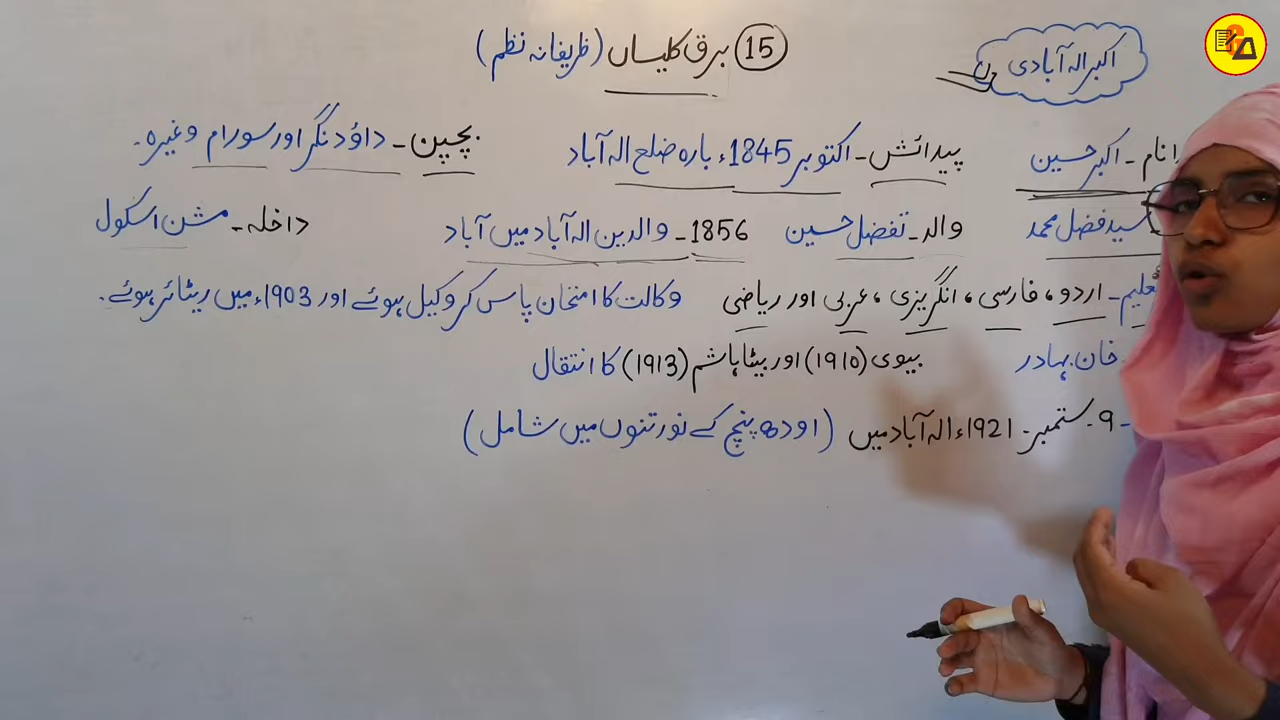 15 برق کلیساں (ظریفانہ نظم)
اکبر الہ آبادی
نام ۔ اکبر حسین پیدائش ۔ اکتوبر 1845ء بارہ ضلع الہ آباد بچپن ۔ داؤد نگر اور سورام وغیرہ۔
سید فضل محمد والد ۔ تفضل حسین 1856 ۔ والدین الہ آباد میں آباد داخلہ ۔ مشن اسکول
تعلیم ۔ اردو، فارسی، انگریزی، عربی اور ریاضی وکالت کا امتحان پاس کر وکیل ہوئے اور 1903ء میں ریٹائر ہوئے۔
خان بہادر بیوی (1910) اور بیٹا ہاشم (1913) کا انتقال
۔ 9 ۔ ستمبر ۔ 1921ء الہ آباد میں (اودھ پنچ کے نورتنوں میں شامل)